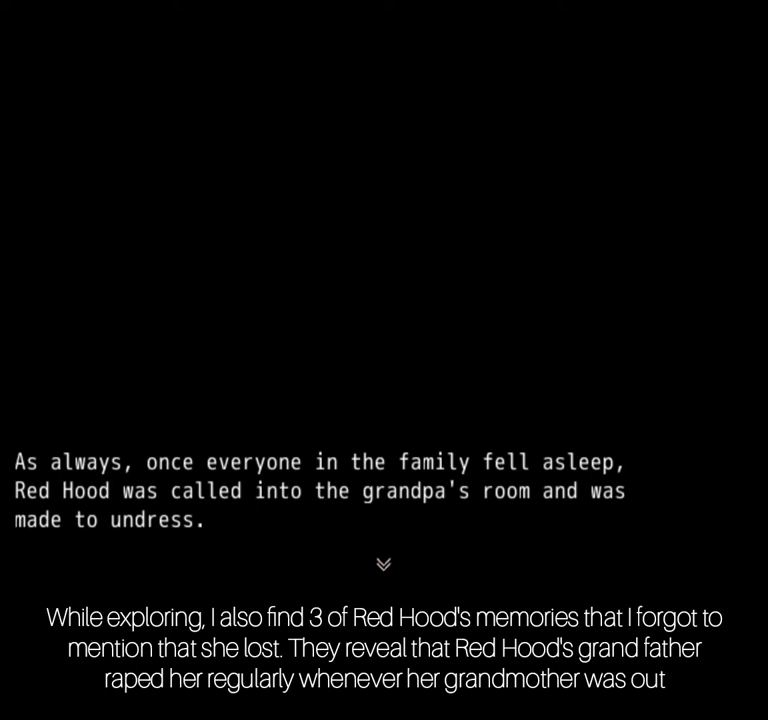 As always, once everyone in the family fell asleep,
Red Hood was called into the grandpa's room and was
made to undress.
While exploring, I also find 3 of Red Hood's memories that I forgot to
mention that she lost. They reveal that Red Hood's grand father
raped her regularly whenever her grandmother was out